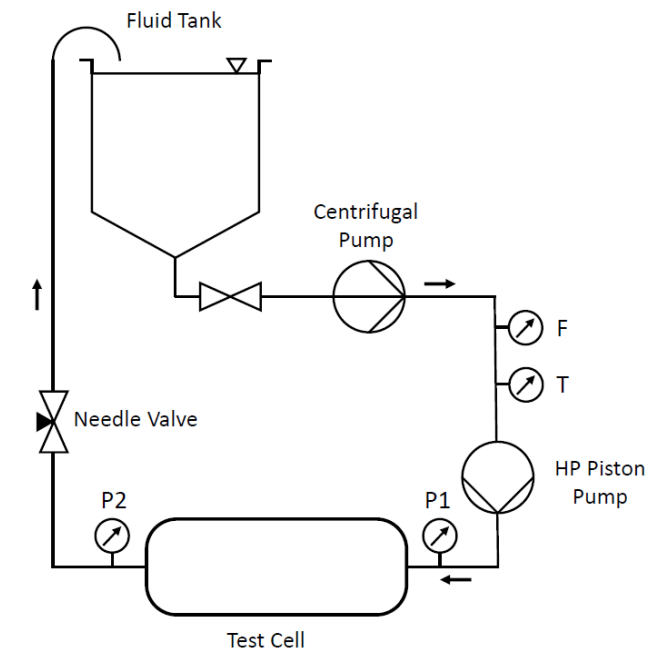 Fluid Tank
Centrifugal
Pump
F
T
Needle Valve
HP Piston
Pump
P2
P1
Test Cell